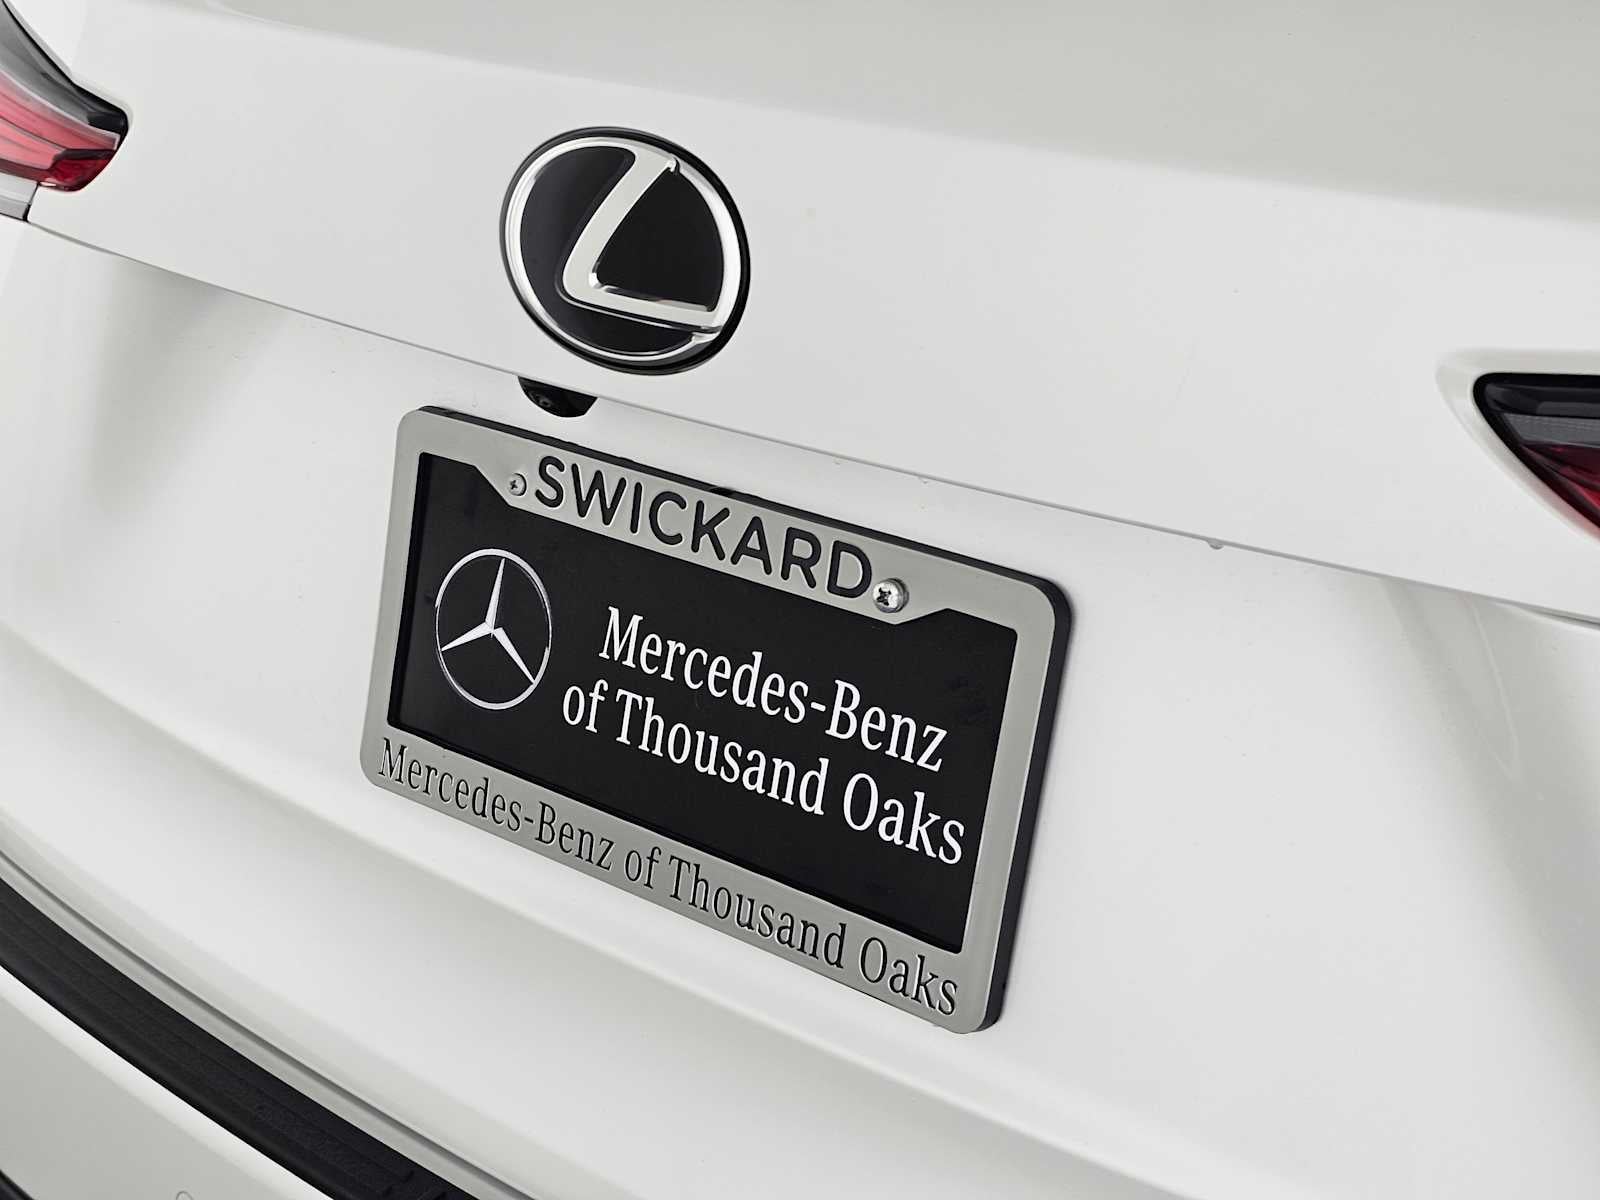 SWICKARD
Mercedes-Benz
of Thousand Oaks
Mercedes-Benz of Thousand Oaks